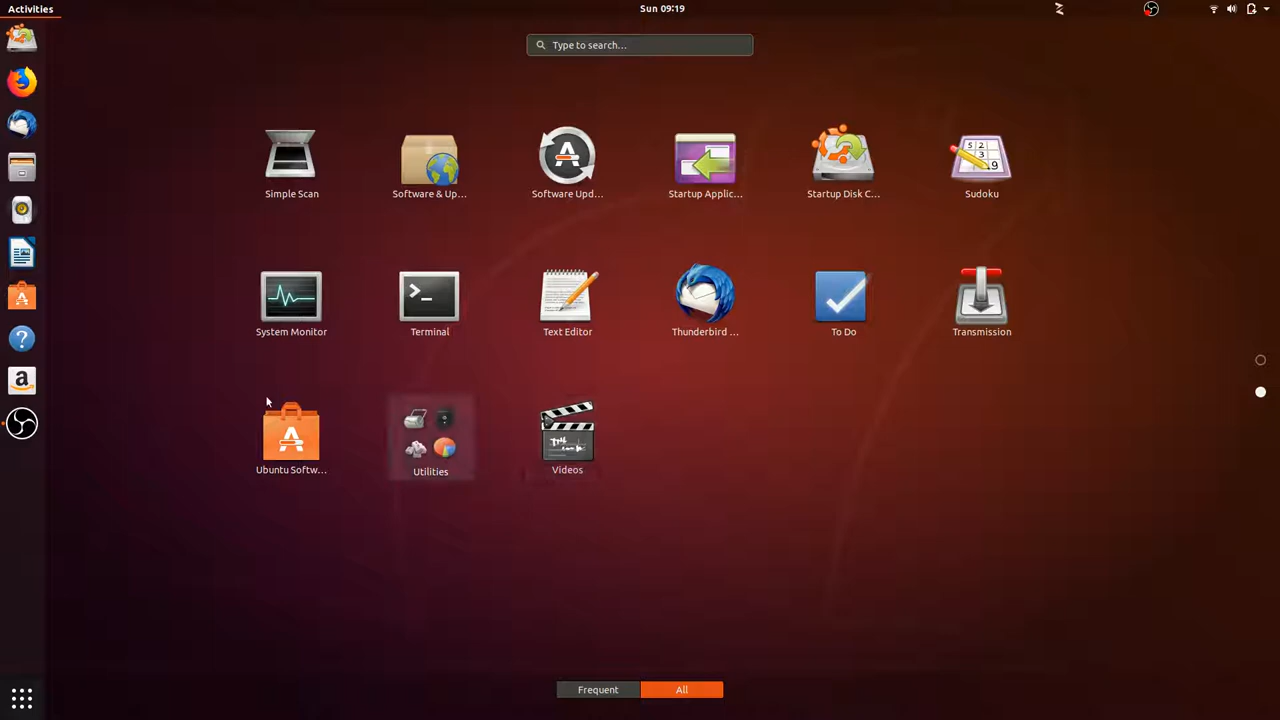 Activities
Sun 09:19
Type to search...
Simple Scan
Software & Up...
Software Upd...
Startup Applic...
Startup Disk C...
Sudoku
System Monitor
Terminal
Text Editor
Thunderbird ...
To Do
Transmission
Ubuntu Softw...
Utilities
Videos
Frequent
All